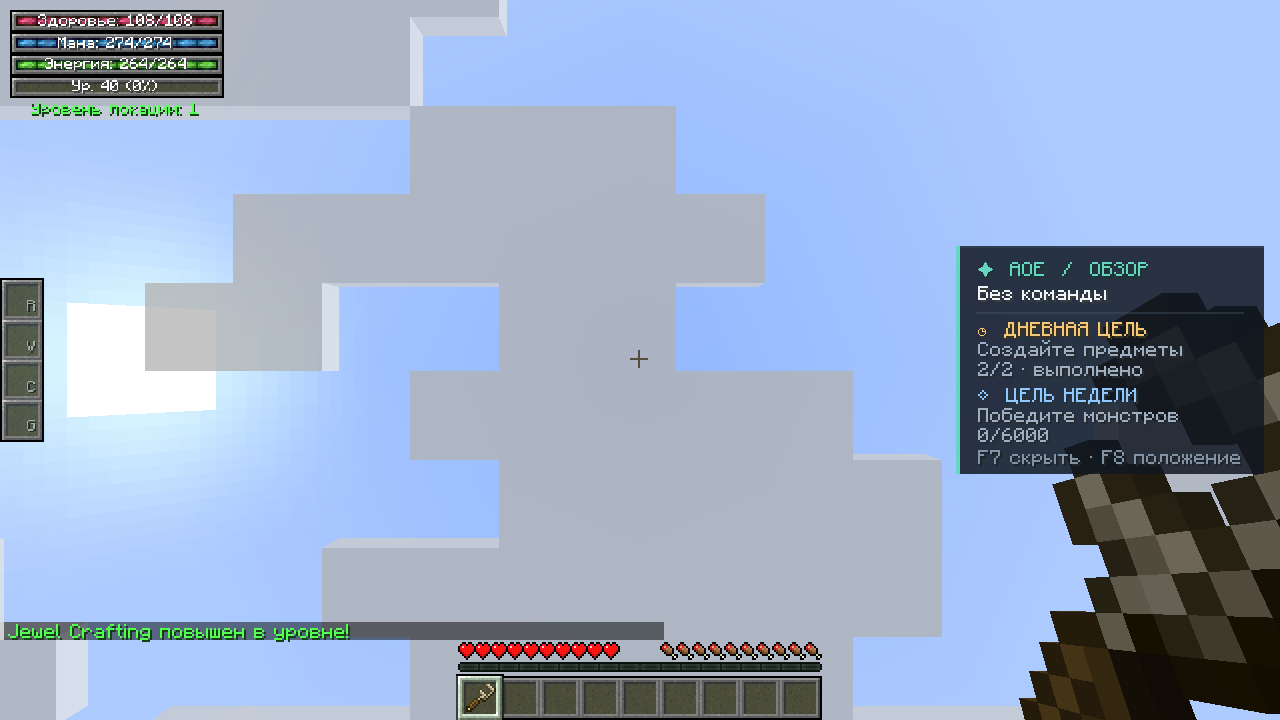 Здоровье: 108/108
Мана: 274/274
Энергия: 264/264
Ур. 40 (0%)
Уровень локации: 1
R
V
C
G
АОЕ / ОБЗОР
Без команды
ДНЕВНАЯ ЦЕЛЬ
Создайте предметы
2/2 · выполнено
ЦЕЛЬ НЕДЕЛИ
Победите монстров
0/6000
F7 скрыть · F8 положение
Jewel Crafting повышен в уровне!